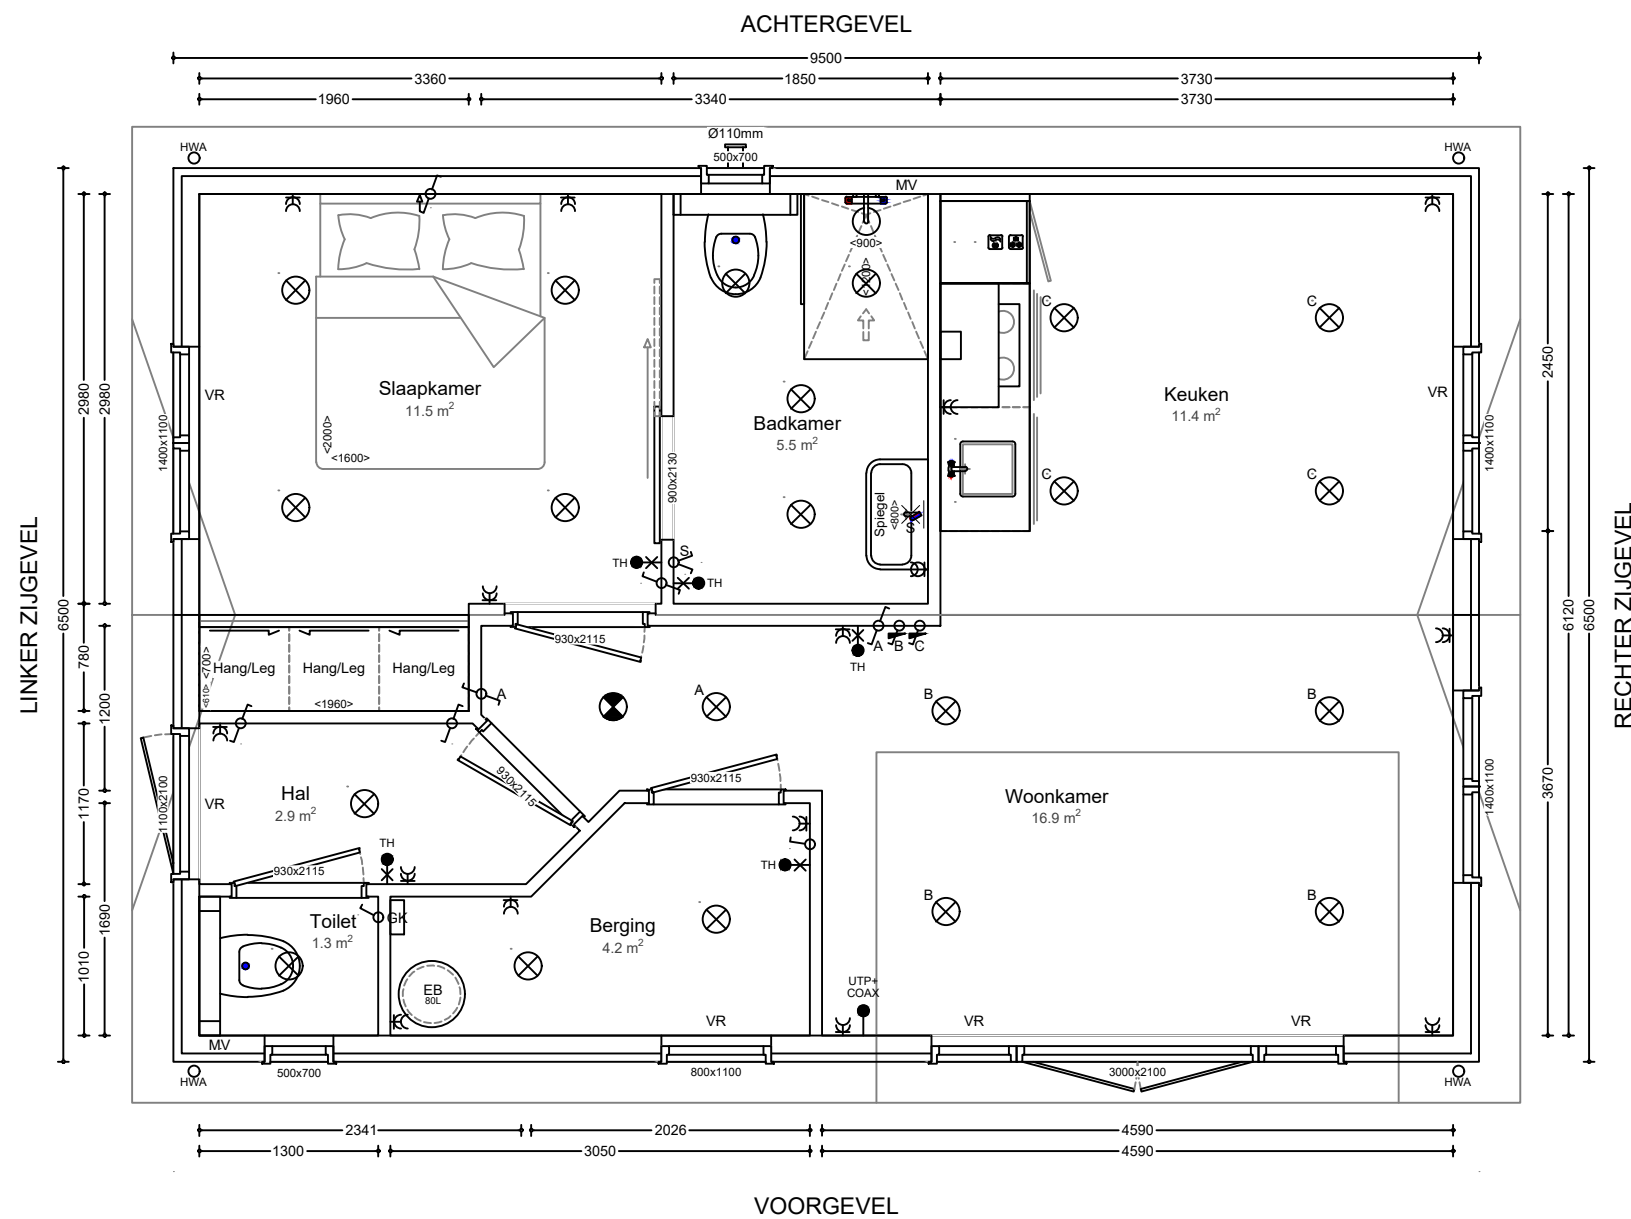 ACHTERGEVEL
9500
3360
1850
3730
1960
3340
3730
Ø110mm
500x700
HWA
HWA
MV
<900>
Slaapkamer
11.5 m²
<2000>
<1600>
VR
1400x1100
Badkamer
5.5 m²
900x2130
Spiegel
<800>
S
Keuken
11.4 m²
C
C
C
C
VR
1400x1100
LINKER ZIJGEVEL
6500
2980
2980
780
1200
1170
1690
1010
RECHTER ZIJGEVEL
2450
3670
6120
6500
TH
S
TH
930x2115
TH
A
B
C
<700>
<610>
Hang/Leg
Hang/Leg
Hang/Leg
<1960>
A
A
B
B
930x2115
930x2115
Hal
2.9 m²
VR
1100x2100
TH
930x2115
TH
Woonkamer
16.9 m²
1400x1100
Toilet
1.3 m²
GK
Berging
4.2 m²
EB
80L
B
B
UTP+
COAX
VR
VR
VR
MV
HWA
500x700
800x1100
3000x2100
HWA
2341
2026
4590
1300
3050
4590
VOORGEVEL